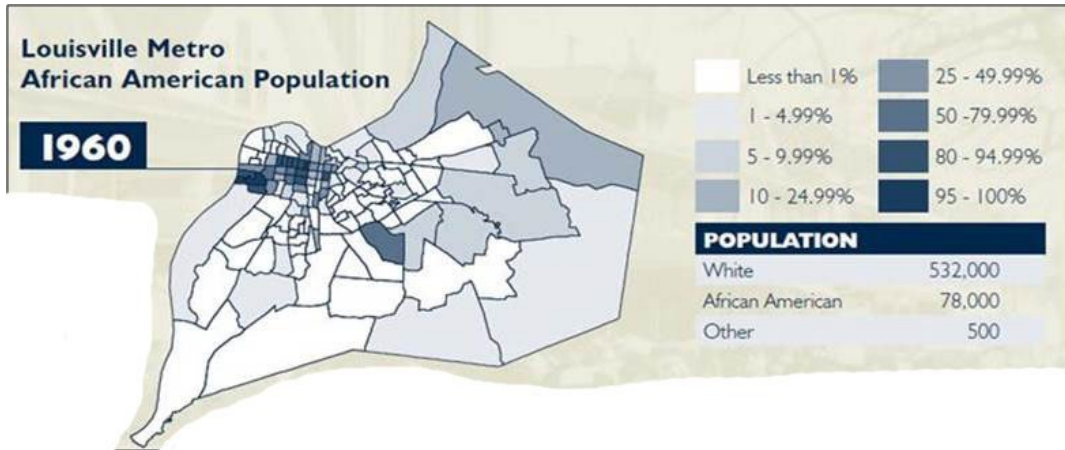 Louisville Metro
African American Population
1960
Less than 1%
1 - 4.99%
5 - 9.99%
10 - 24.99%
25 - 49.99%
50 -79.99%
80 - 94.99%
95 - 100%
POPULATION
White 532,000
African American 78,000
Other 500